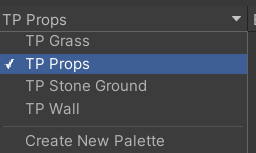 TP Props
TP Grass
TP Props
TP Stone Ground
TP Wall
Create New Palette